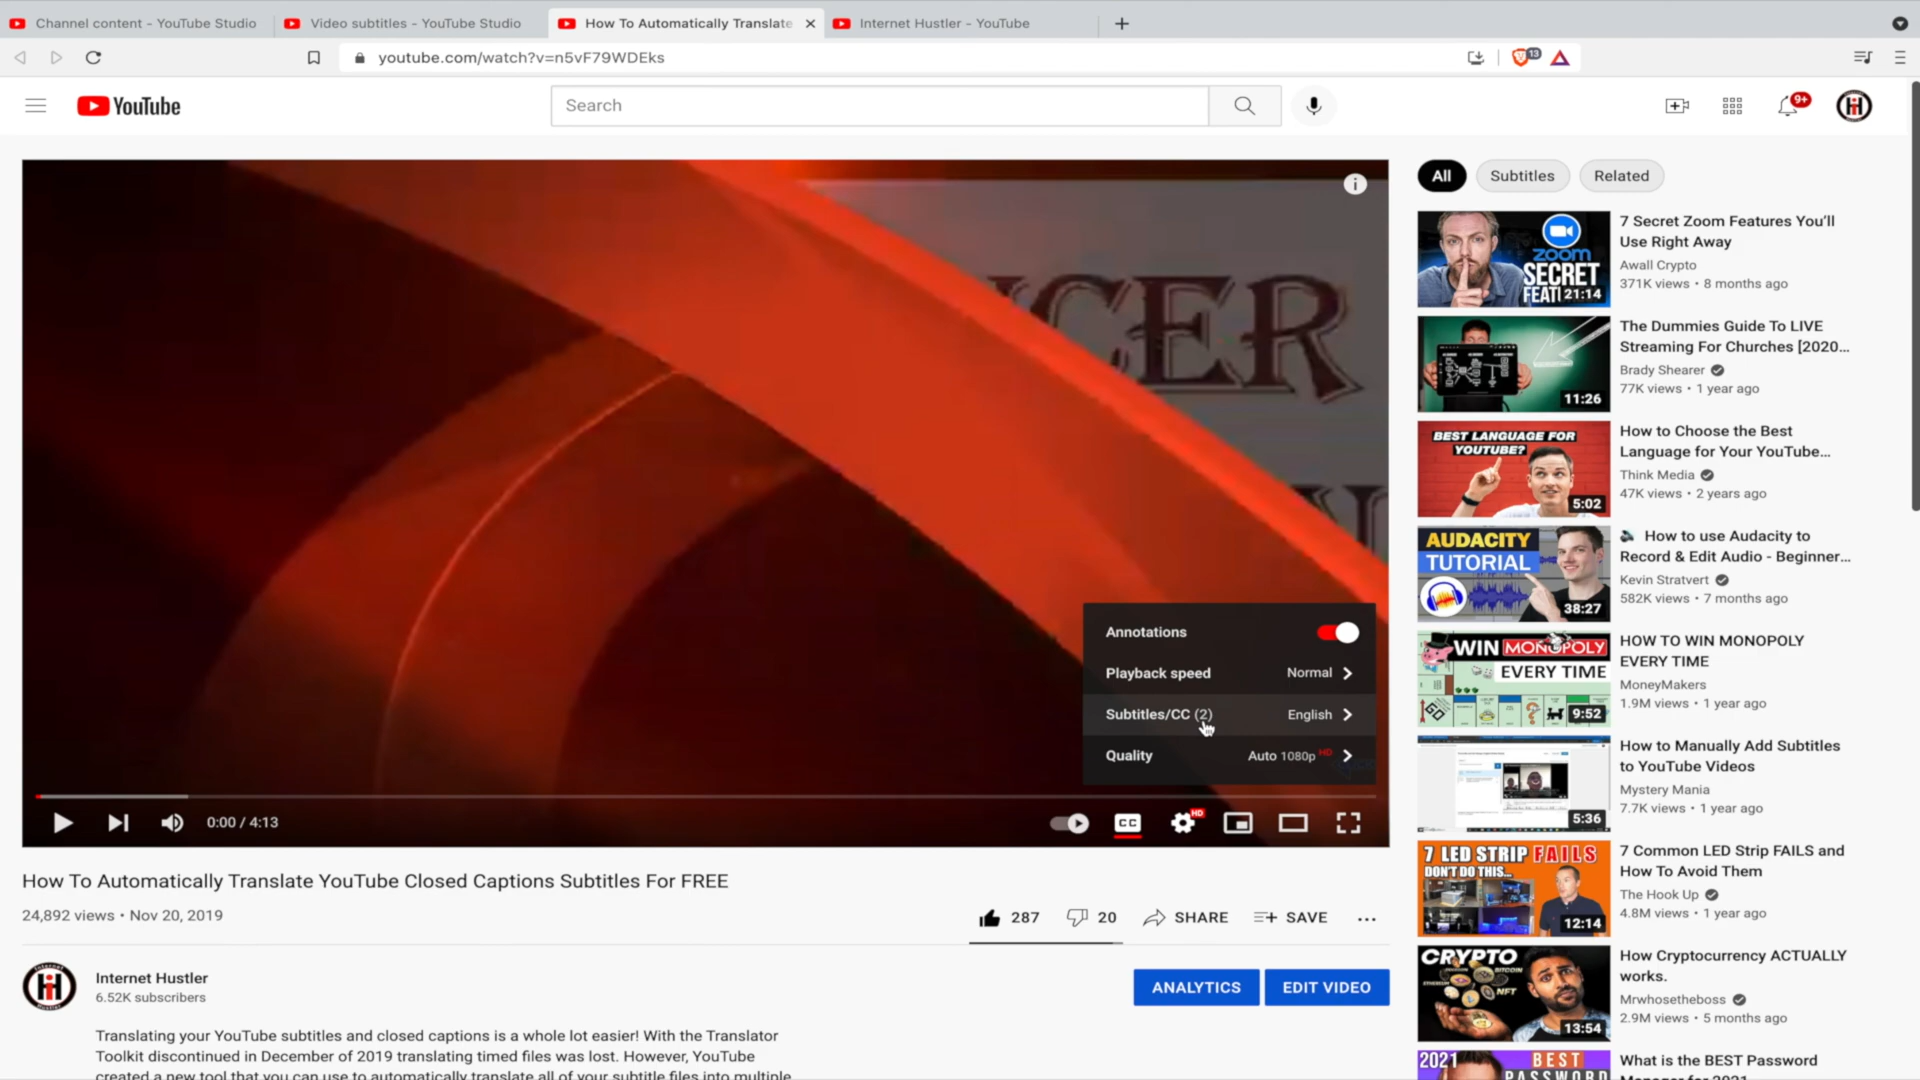 Channel content - YouTube Studio
Video subtitles - YouTube Studio
How To Automatically Translate
Internet Hustler - YouTube
youtube.com/watch?v=n5vF79WDEks
13
YouTube
Search
9+
CER
Annotations
Playback speed Normal
Subtitles/CC (2) English
Quality Auto 1080p HD
0:00 / 4:13
CC
HD
How To Automatically Translate YouTube Closed Captions Subtitles For FREE
24,892 views • Nov 20, 2019
287
20
SHARE
SAVE
Internet Hustler
6.52K subscribers
ANALYTICS
EDIT VIDEO
Translating your YouTube subtitles and closed captions is a whole lot easier! With the Translator
Toolkit discontinued in December of 2019 translating timed files was lost. However, YouTube
created a new tool that you can use to automatically translate all of your subtitle files into multiple
All
Subtitles
Related
zoom
SECRET
FEAT
21:14
7 Secret Zoom Features You'll
Use Right Away
Awall Crypto
371K views • 8 months ago
11:26
The Dummies Guide To LIVE
Streaming For Churches [2020...
Brady Shearer
77K views • 1 year ago
BEST LANGUAGE FOR
YOUTUBE?
5:02
How to Choose the Best
Language for Your YouTube...
Think Media
47K views • 2 years ago
AUDACITY
TUTORIAL
38:27
How to use Audacity to
Record & Edit Audio - Beginner...
Kevin Stratvert
582K views • 7 months ago
WIN MONOPOLY
EVERY TIME
GO
9:52
HOW TO WIN MONOPOLY
EVERY TIME
MoneyMakers
1.9M views • 1 year ago
5:36
How to Manually Add Subtitles
to YouTube Videos
Mystery Mania
7.7K views • 1 year ago
7 LED STRIP FAILS
DON'T DO THIS...
12:14
7 Common LED Strip FAILS and
How To Avoid Them
The Hook Up
4.8M views • 1 year ago
CRYPTO
BITCOIN
NFT
13:54
How Cryptocurrency ACTUALLY
works.
Mrwhosetheboss
2.9M views • 5 months ago
2021 BEST
PASSWORD
What is the BEST Password